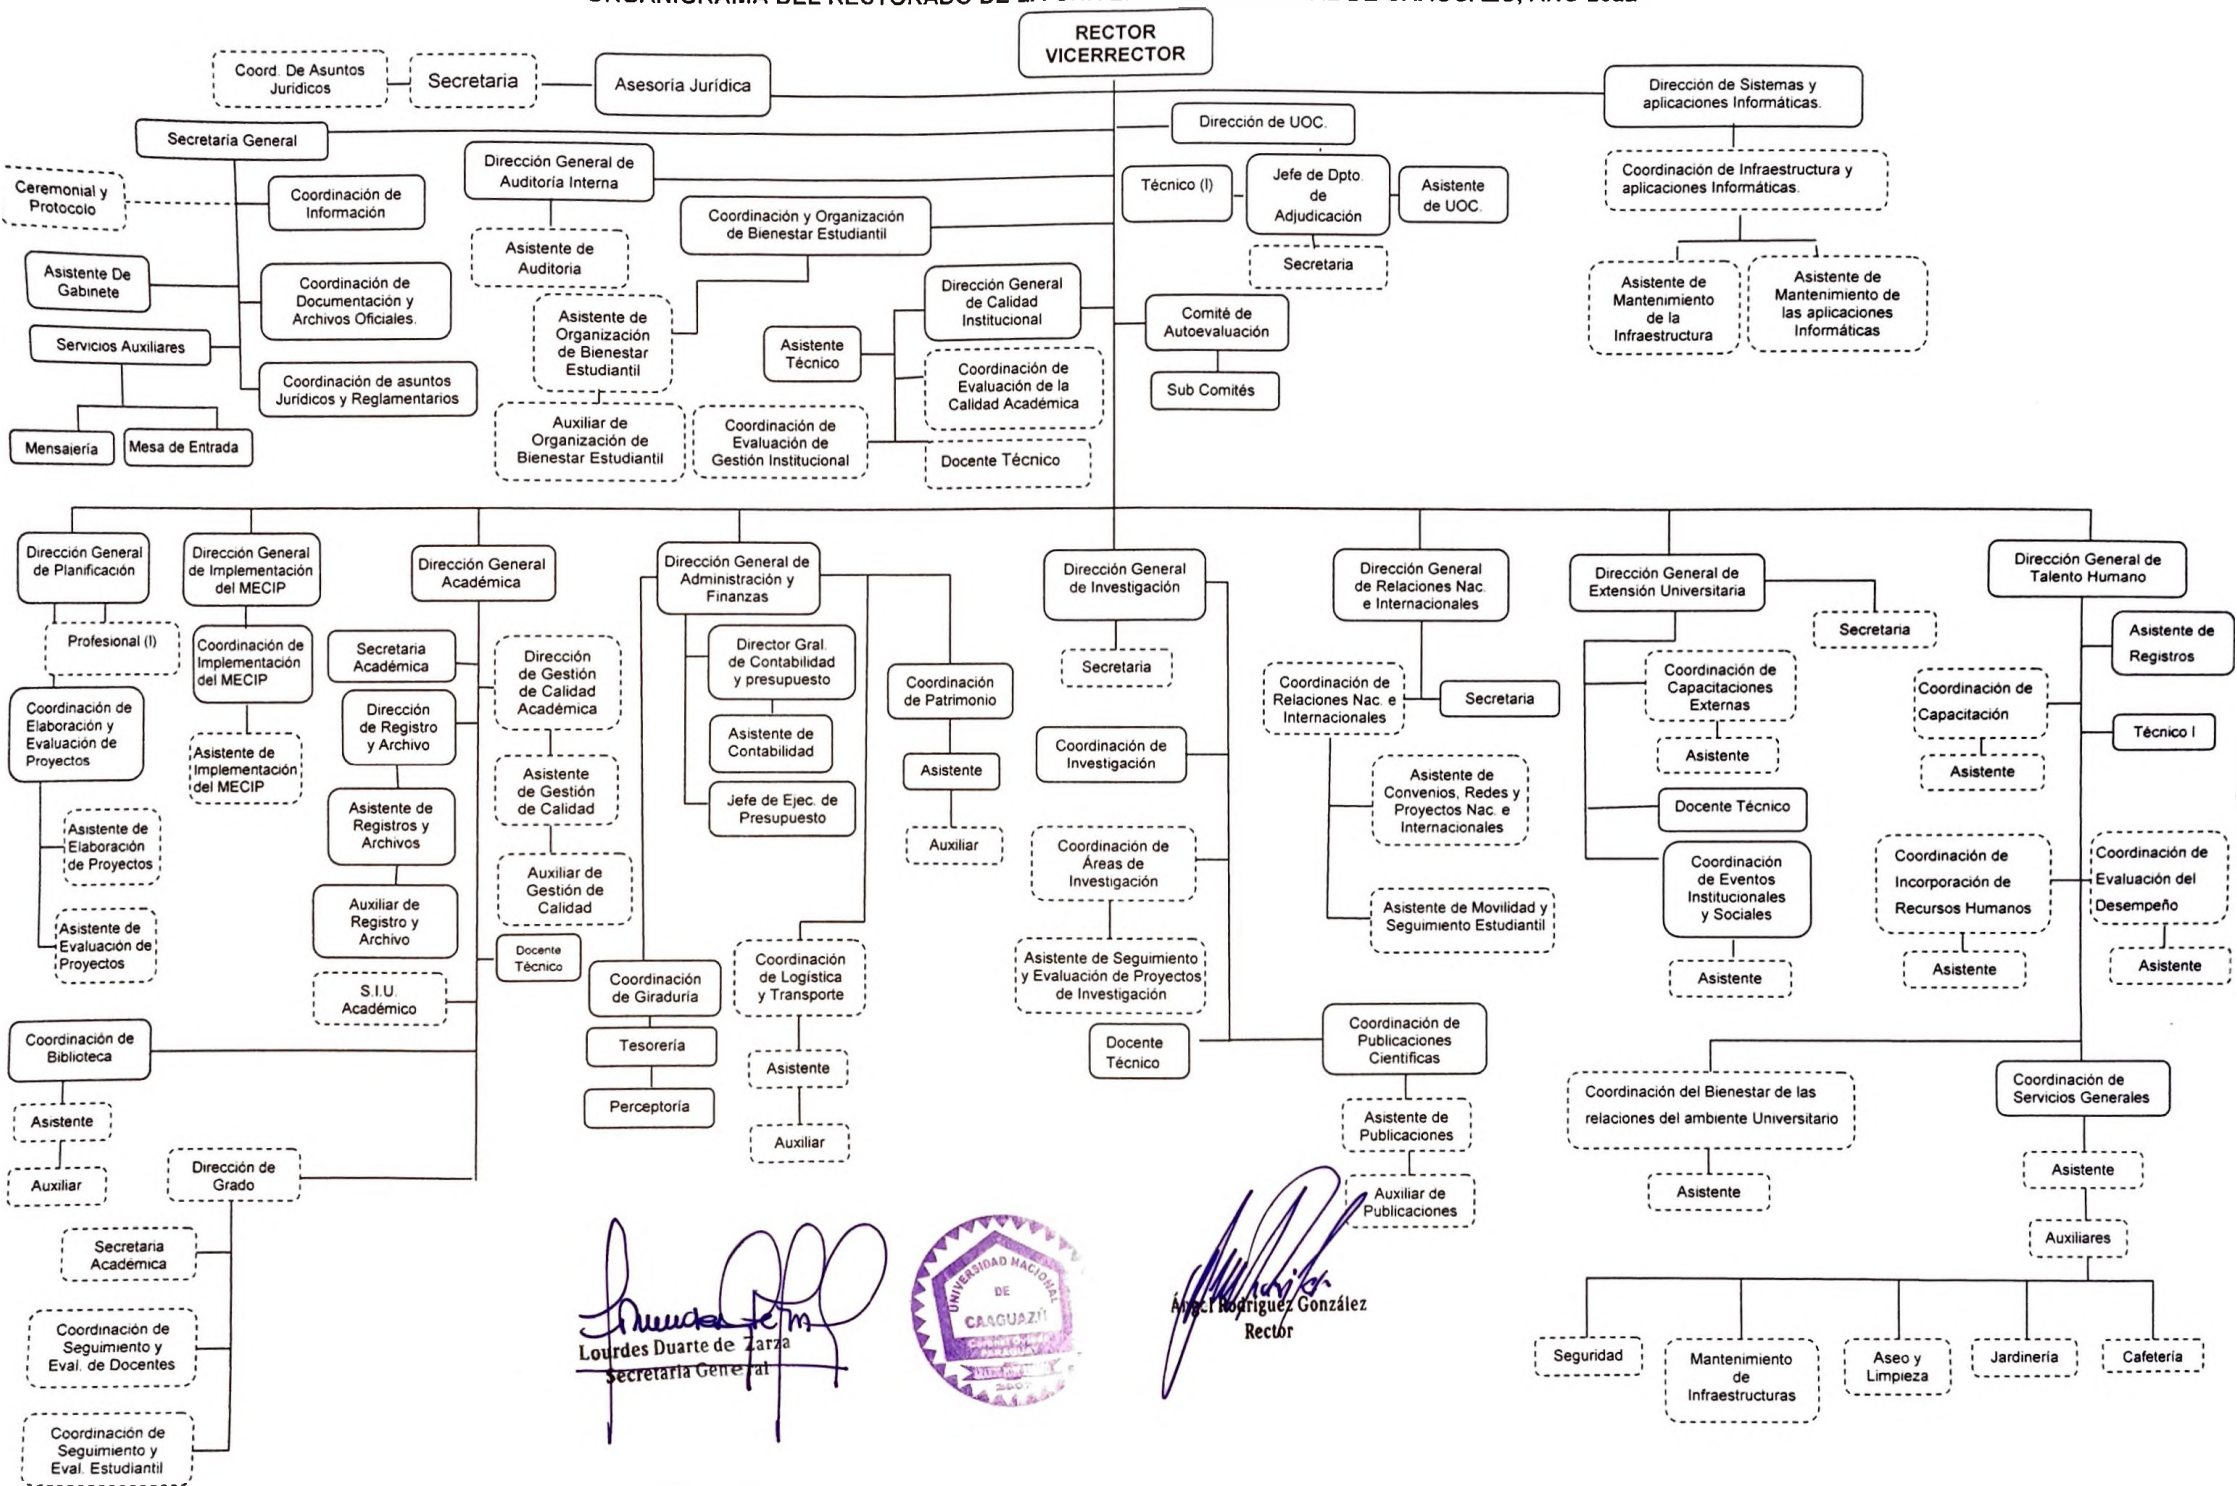 RECTOR
VICERRECTOR
Coord. De Asuntos
Jurídicos
Secretaria
Asesoria Jurídica
Dirección de Sistemas y
aplicaciones Informáticas.
Secretaria General
Dirección de UOC.
Dirección General de
Auditoría Interna
Técnico (I)
Jefe de Dpto.
de
Adjudicación
Asistente
de UOC.
Coordinación de Infraestructura y
aplicaciones Informáticas.
Ceremonial y
Protocolo
Coordinación de
Información
Coordinación y Organización
de Bienestar Estudiantil
Asistente de
Auditoria
Secretaria
Asistente De
Gabinete
Coordinación de
Documentación y
Archivos Oficiales.
Asistente de
Organización
de Bienestar
Estudiantil
Dirección General
de Calidad
Institucional
Comité de
Autoevaluación
Asistente de
Mantenimiento
de la
Infraestructura
Asistente de
Mantenimiento de
las aplicaciones
Informáticas
Servicios Auxiliares
Asistente
Técnico
Coordinación de
Evaluación de la
Calidad Académica
Sub Comités
Coordinación de asuntos
Jurídicos y Reglamentarios
Mensajería
Mesa de Entrada
Auxiliar de
Organización de
Bienestar Estudiantil
Coordinación de
Evaluación de
Gestión Institucional
Docente Técnico
Dirección General
de Planificación
Dirección General
de Implementación
del MECIP
Dirección General
Académica
Dirección General de
Administración y
Finanzas
Dirección General
de Investigación
Dirección General
de Relaciones Nac.
e Internacionales
Dirección General de
Extensión Universitaria
Dirección General de
Talento Humano
Profesional (I)
Coordinación de
Elaboración y
Evaluación de
Proyectos
Asistente de
Elaboración
de Proyectos
Asistente de
Evaluación de
Proyectos
Coordinación de
Implementación
del MECIP
Asistente de
Implementación
del MECIP
Secretaria
Académica
Dirección
de Registro
y Archivo
Asistente de
Registros y
Archivos
Auxiliar de
Registro y
Archivo
S.I.U.
Académico
Dirección
de Gestión
de Calidad
Académica
Asistente
de Gestión
de Calidad
Auxiliar de
Gestión de
Calidad
Docente
Técnico
Coordinación de
Biblioteca
Asistente
Auxiliar
Dirección de
Grado
Secretaria
Académica
Coordinación de
Seguimiento y
Eval. de Docentes
Coordinación de
Seguimiento y
Eval. Estudiantil
Director Gral.
de Contabilidad
y presupuesto
Asistente de
Contabilidad
Jefe de Ejec. de
Presupuesto
Coordinación
de Patrimonio
Asistente
Auxiliar
Coordinación
de Giraduría
Tesorería
Perceptoría
Coordinación
de Logística
y Transporte
Asistente
Auxiliar
Secretaria
Coordinación de
Investigación
Coordinación de
Áreas de
Investigación
Asistente de Seguimiento
y Evaluación de Proyectos
de Investigación
Docente
Técnico
Coordinación de
Publicaciones
Científicas
Asistente de
Publicaciones
Auxiliar de
Publicaciones
Coordinación de
Relaciones Nac. e
Internacionales
Secretaria
Asistente de
Convenios, Redes y
Proyectos Nac. e
Internacionales
Asistente de Movilidad y
Seguimiento Estudiantil
Secretaria
Coordinación de
Capacitaciones
Externas
Asistente
Docente Técnico
Coordinación
de Eventos
Institucionales
y Sociales
Asistente
Asistente de
Registros
Coordinación de
Capacitación
Asistente
Técnico I
Coordinación de
Incorporación de
Recursos Humanos
Asistente
Coordinación de
Evaluación del
Desempeño
Asistente
Coordinación del Bienestar de las
relaciones del ambiente Universitario
Asistente
Coordinación de
Servicios Generales
Asistente
Auxiliares
Seguridad
Mantenimiento
de
Infraestructuras
Aseo y
Limpieza
Jardinería
Cafetería
Lourdes Duarte de Zarza
Secretaria General
UNIVERSIDAD NACIONAL
DE
CAAGUAZÚ
PARAGUAY
2007
Ángel Rodríguez González
Rector